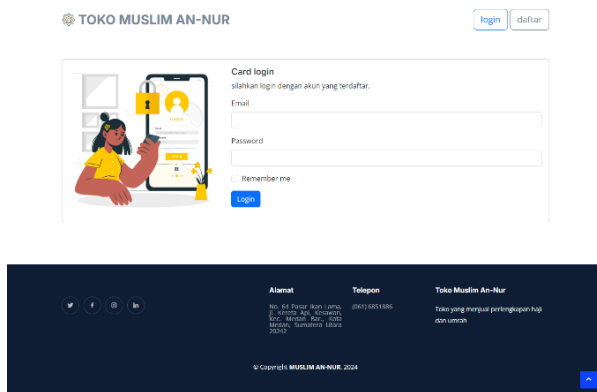 TOKO MUSLIM AN-NUR
login daftar
Card login
silahkan login dengan akun yang terdaftar.
Email
Password
Remember me
Login
Alamat
No. 64 Pasar Ikan Lama,
Jl. Kereta Api, Kesawan,
Kec. Medan Bar., Kota
Medan, Sumatera Utara
20242
Telepon
(061) 6851886
Toko Muslim An-Nur
Toko yang menjual perlengkapan haji
dan umrah
© Copyright MUSLIM AN-NUR. 2024